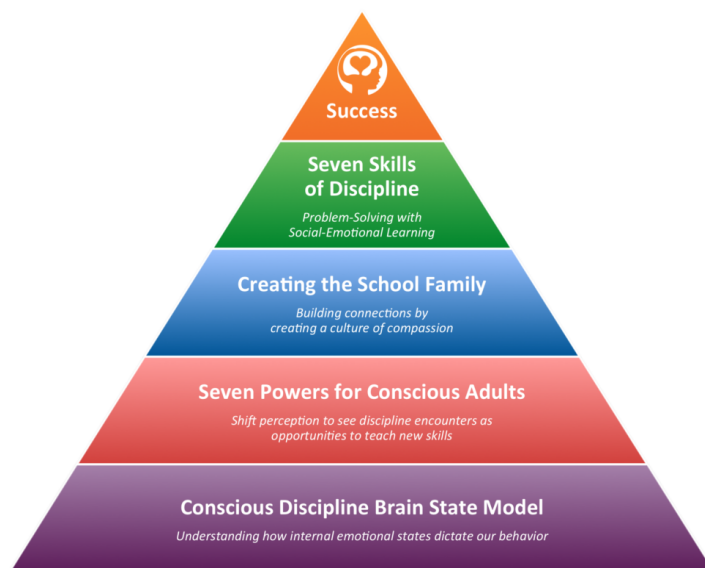 Success
Seven Skills
of Discipline
Problem-Solving with
Social-Emotional Learning
Creating the School Family
Building connections by
creating a culture of compassion
Seven Powers for Conscious Adults
Shift perception to see discipline encounters as
opportunities to teach new skills
Conscious Discipline Brain State Model
Understanding how internal emotional states dictate our behavior